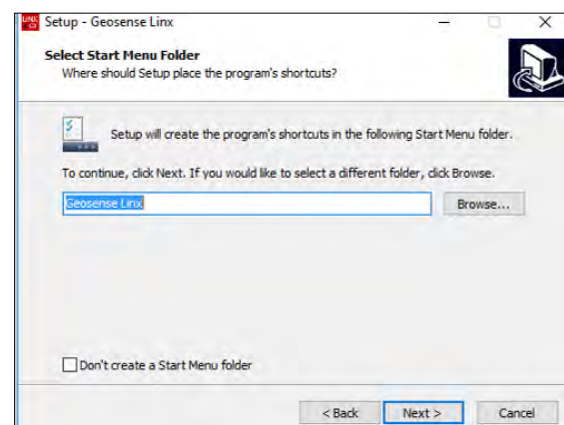 Setup - Geosense Linx
Select Start Menu Folder
Where should Setup place the program's shortcuts?
Setup will create the program's shortcuts in the following Start Menu folder.
To continue, click Next. If you would like to select a different folder, click Browse.
Geosense Linx
Browse...
Don't create a Start Menu folder
< Back
Next >
Cancel